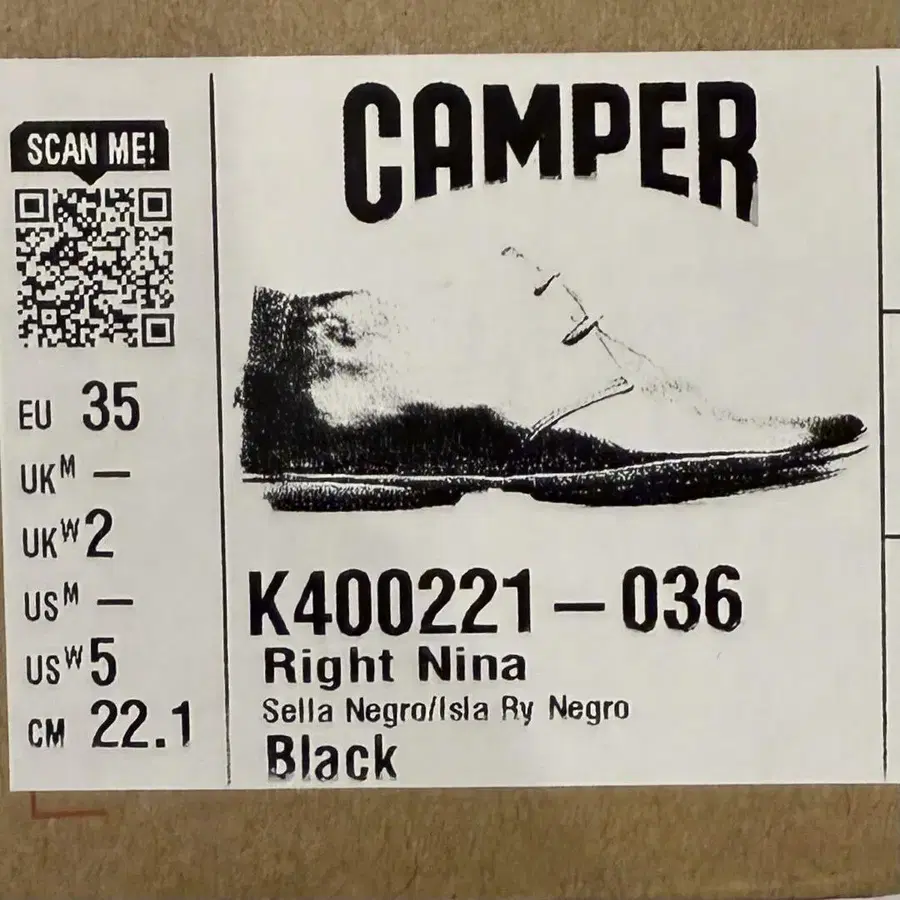 SCAN ME!
EU 35
UKM —
UKW 2
USM —
USW 5
CM 22.1
CAMPER
K400221 — 036
Right Nina
Sella Negro/Isla Ry Negro
Black